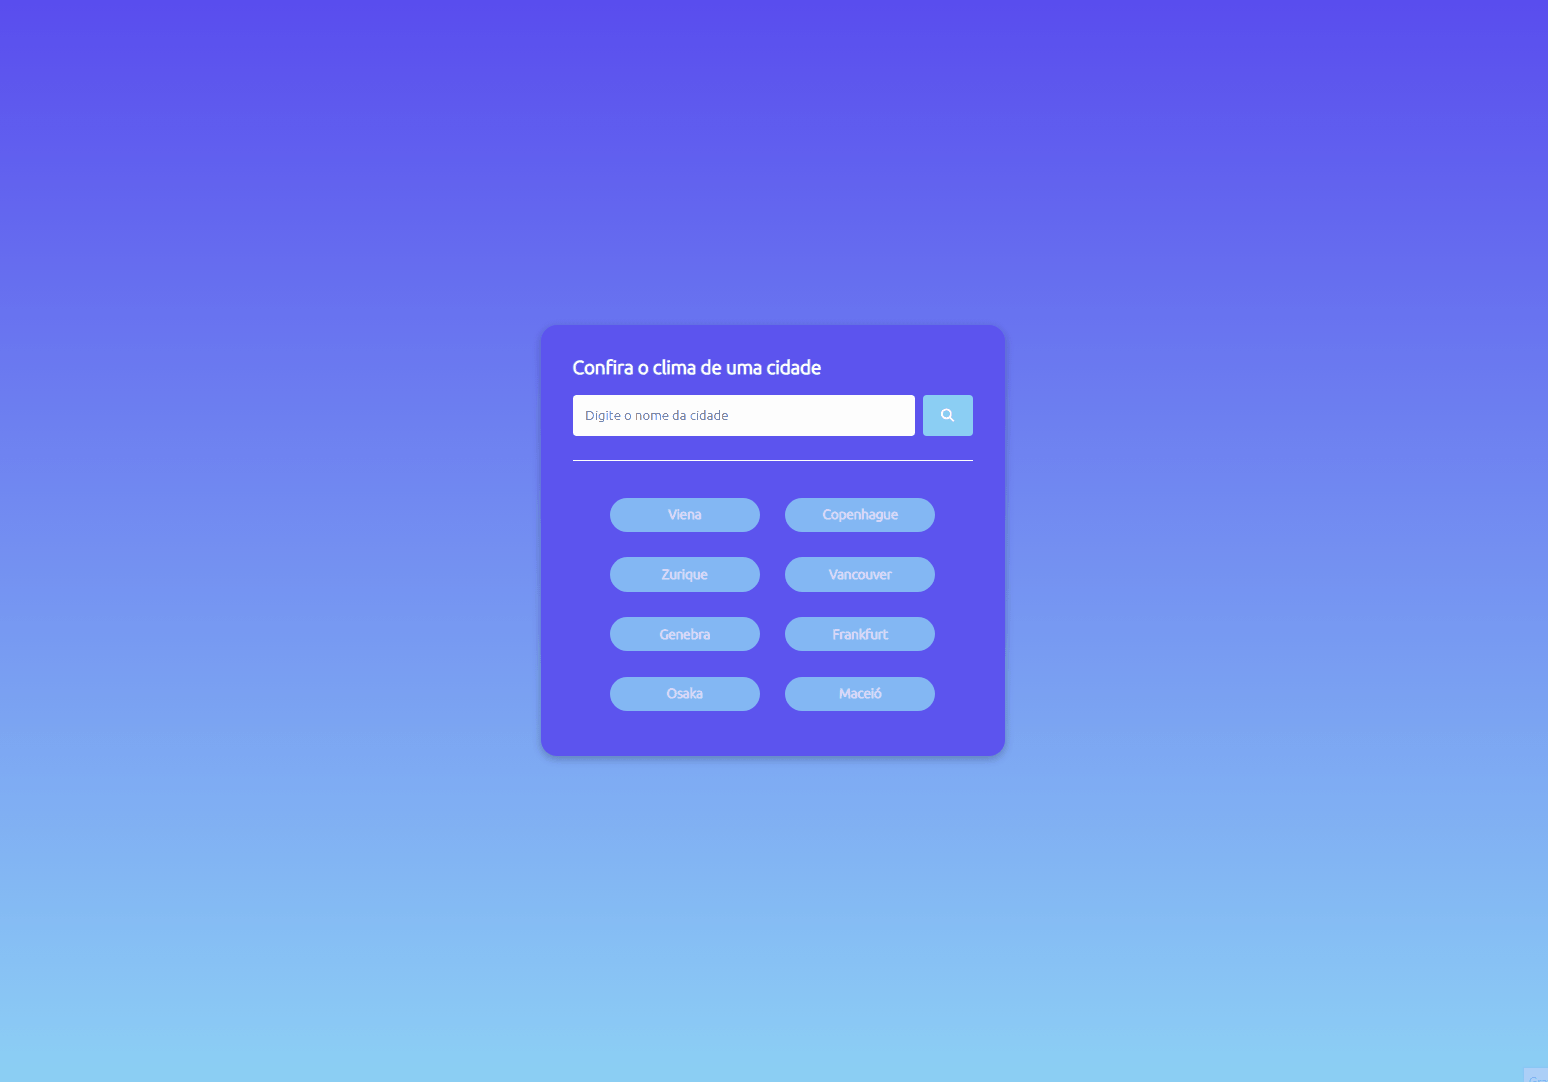 Confira o clima de uma cidade
Digite o nome da cidade
Viena
Copenhague
Zurique
Vancouver
Genebra
Frankfurt
Osaka
Maceió